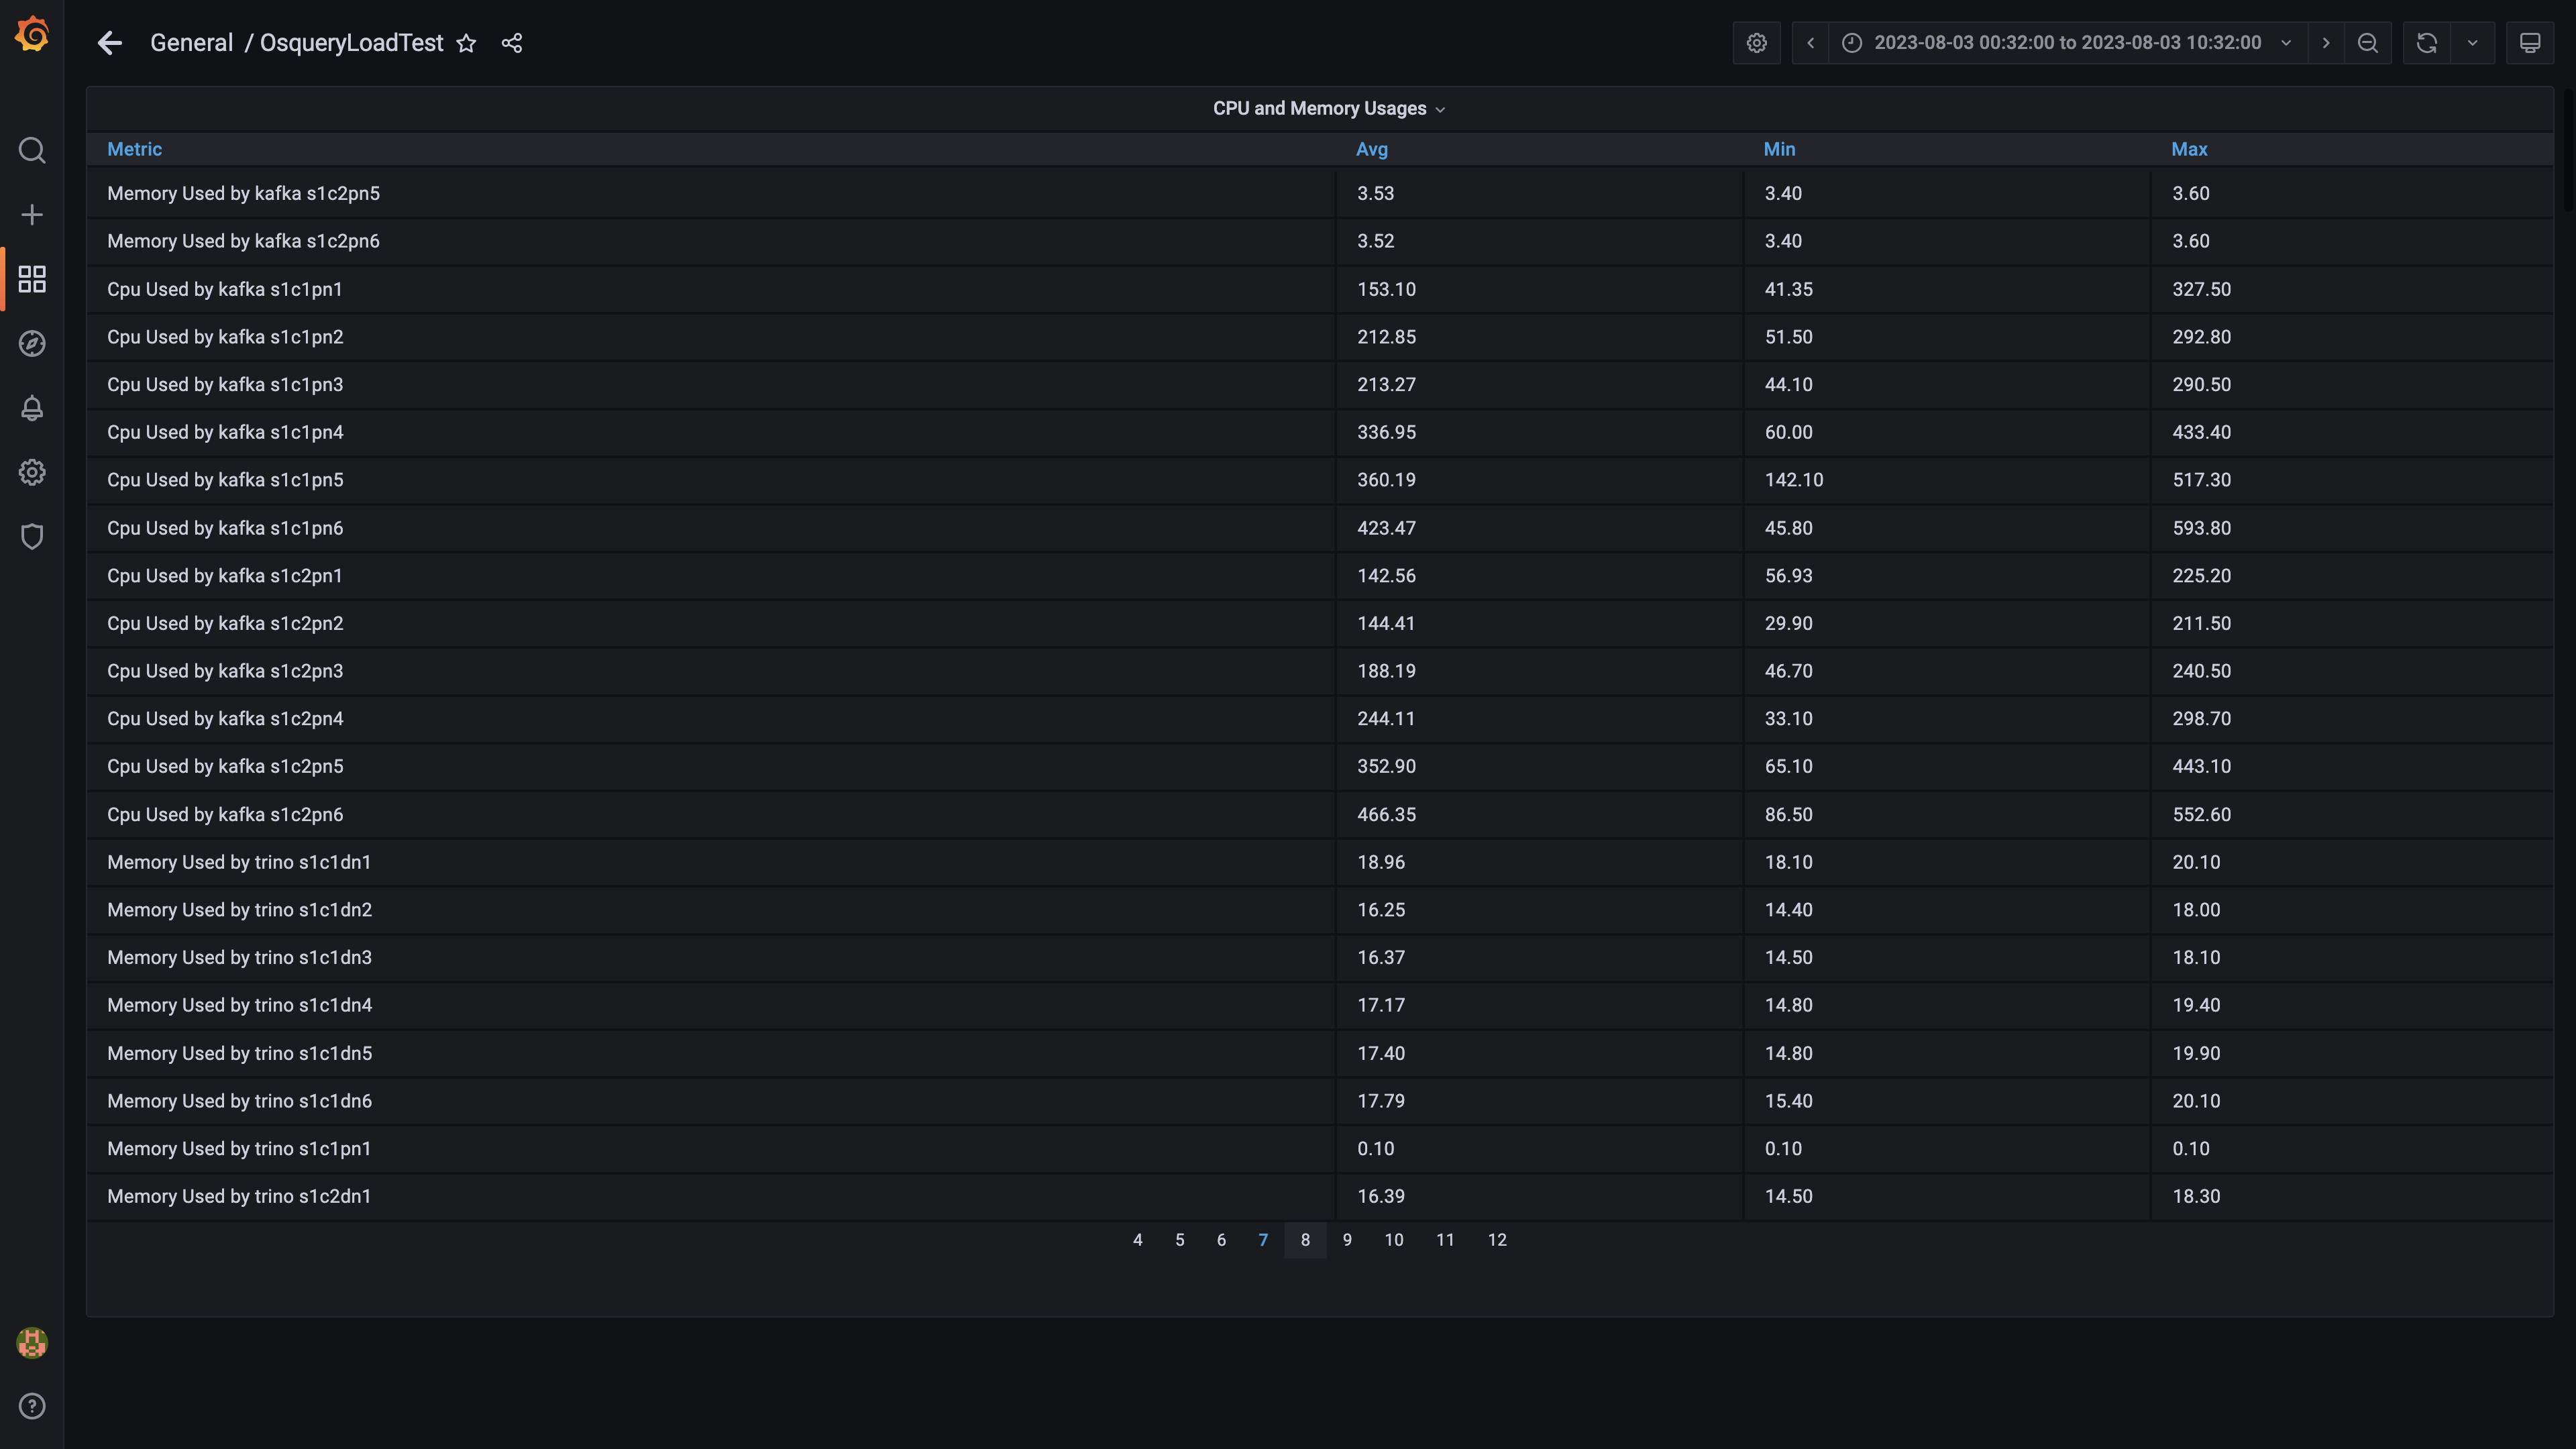 General / OsqueryLoadTest
2023-08-03 00:32:00 to 2023-08-03 10:32:00
CPU and Memory Usages
Metric Avg Min Max
Memory Used by kafka s1c2pn5 3.53 3.40 3.60
Memory Used by kafka s1c2pn6 3.52 3.40 3.60
Cpu Used by kafka s1c1pn1 153.10 41.35 327.50
Cpu Used by kafka s1c1pn2 212.85 51.50 292.80
Cpu Used by kafka s1c1pn3 213.27 44.10 290.50
Cpu Used by kafka s1c1pn4 336.95 60.00 433.40
Cpu Used by kafka s1c1pn5 360.19 142.10 517.30
Cpu Used by kafka s1c1pn6 423.47 45.80 593.80
Cpu Used by kafka s1c2pn1 142.56 56.93 225.20
Cpu Used by kafka s1c2pn2 144.41 29.90 211.50
Cpu Used by kafka s1c2pn3 188.19 46.70 240.50
Cpu Used by kafka s1c2pn4 244.11 33.10 298.70
Cpu Used by kafka s1c2pn5 352.90 65.10 443.10
Cpu Used by kafka s1c2pn6 466.35 86.50 552.60
Memory Used by trino s1c1dn1 18.96 18.10 20.10
Memory Used by trino s1c1dn2 16.25 14.40 18.00
Memory Used by trino s1c1dn3 16.37 14.50 18.10
Memory Used by trino s1c1dn4 17.17 14.80 19.40
Memory Used by trino s1c1dn5 17.40 14.80 19.90
Memory Used by trino s1c1dn6 17.79 15.40 20.10
Memory Used by trino s1c1pn1 0.10 0.10 0.10
Memory Used by trino s1c2dn1 16.39 14.50 18.30
4 5 6 7 8 9 10 11 12